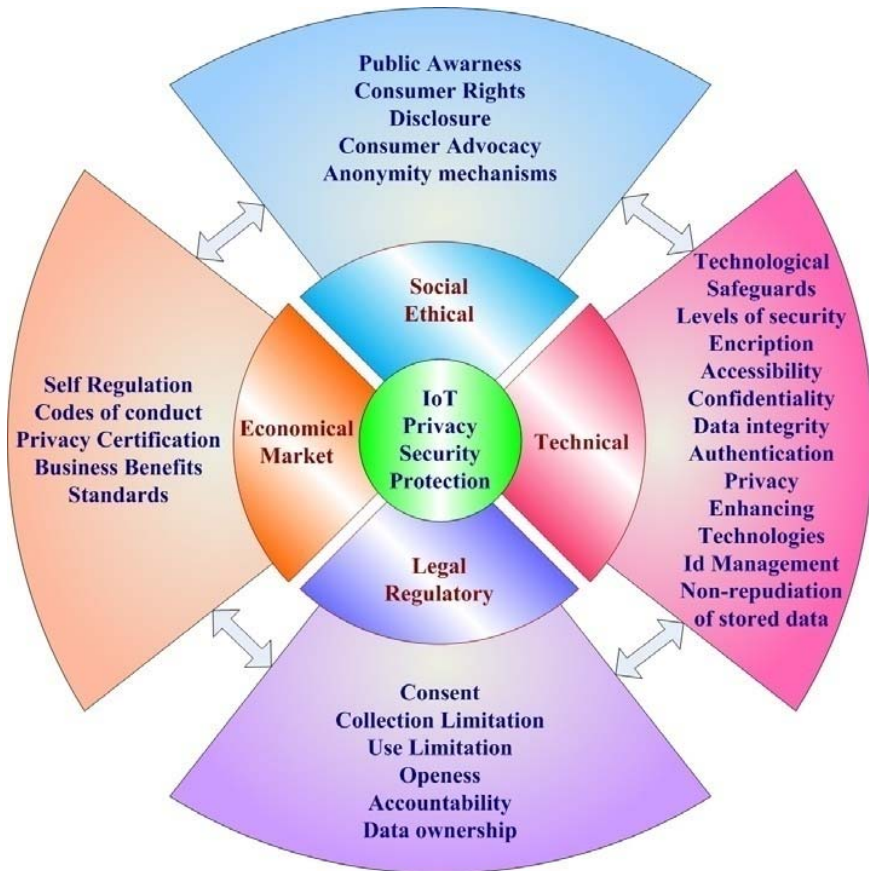 Public Awarness
Consumer Rights
Disclosure
Consumer Advocacy
Anonymity mechanisms
Social
Ethical
Technological
Safeguards
Levels of security
Encription
Accessibility
Confidentiality
Data integrity
Authentication
Privacy
Enhancing
Technologies
Id Management
Non-repudiation
of stored data
Self Regulation
Codes of conduct
Privacy Certification
Business Benefits
Standards
Economical
Market
IoT
Privacy
Security
Protection
Technical
Legal
Regulatory
Consent
Collection Limitation
Use Limitation
Openess
Accountability
Data ownership